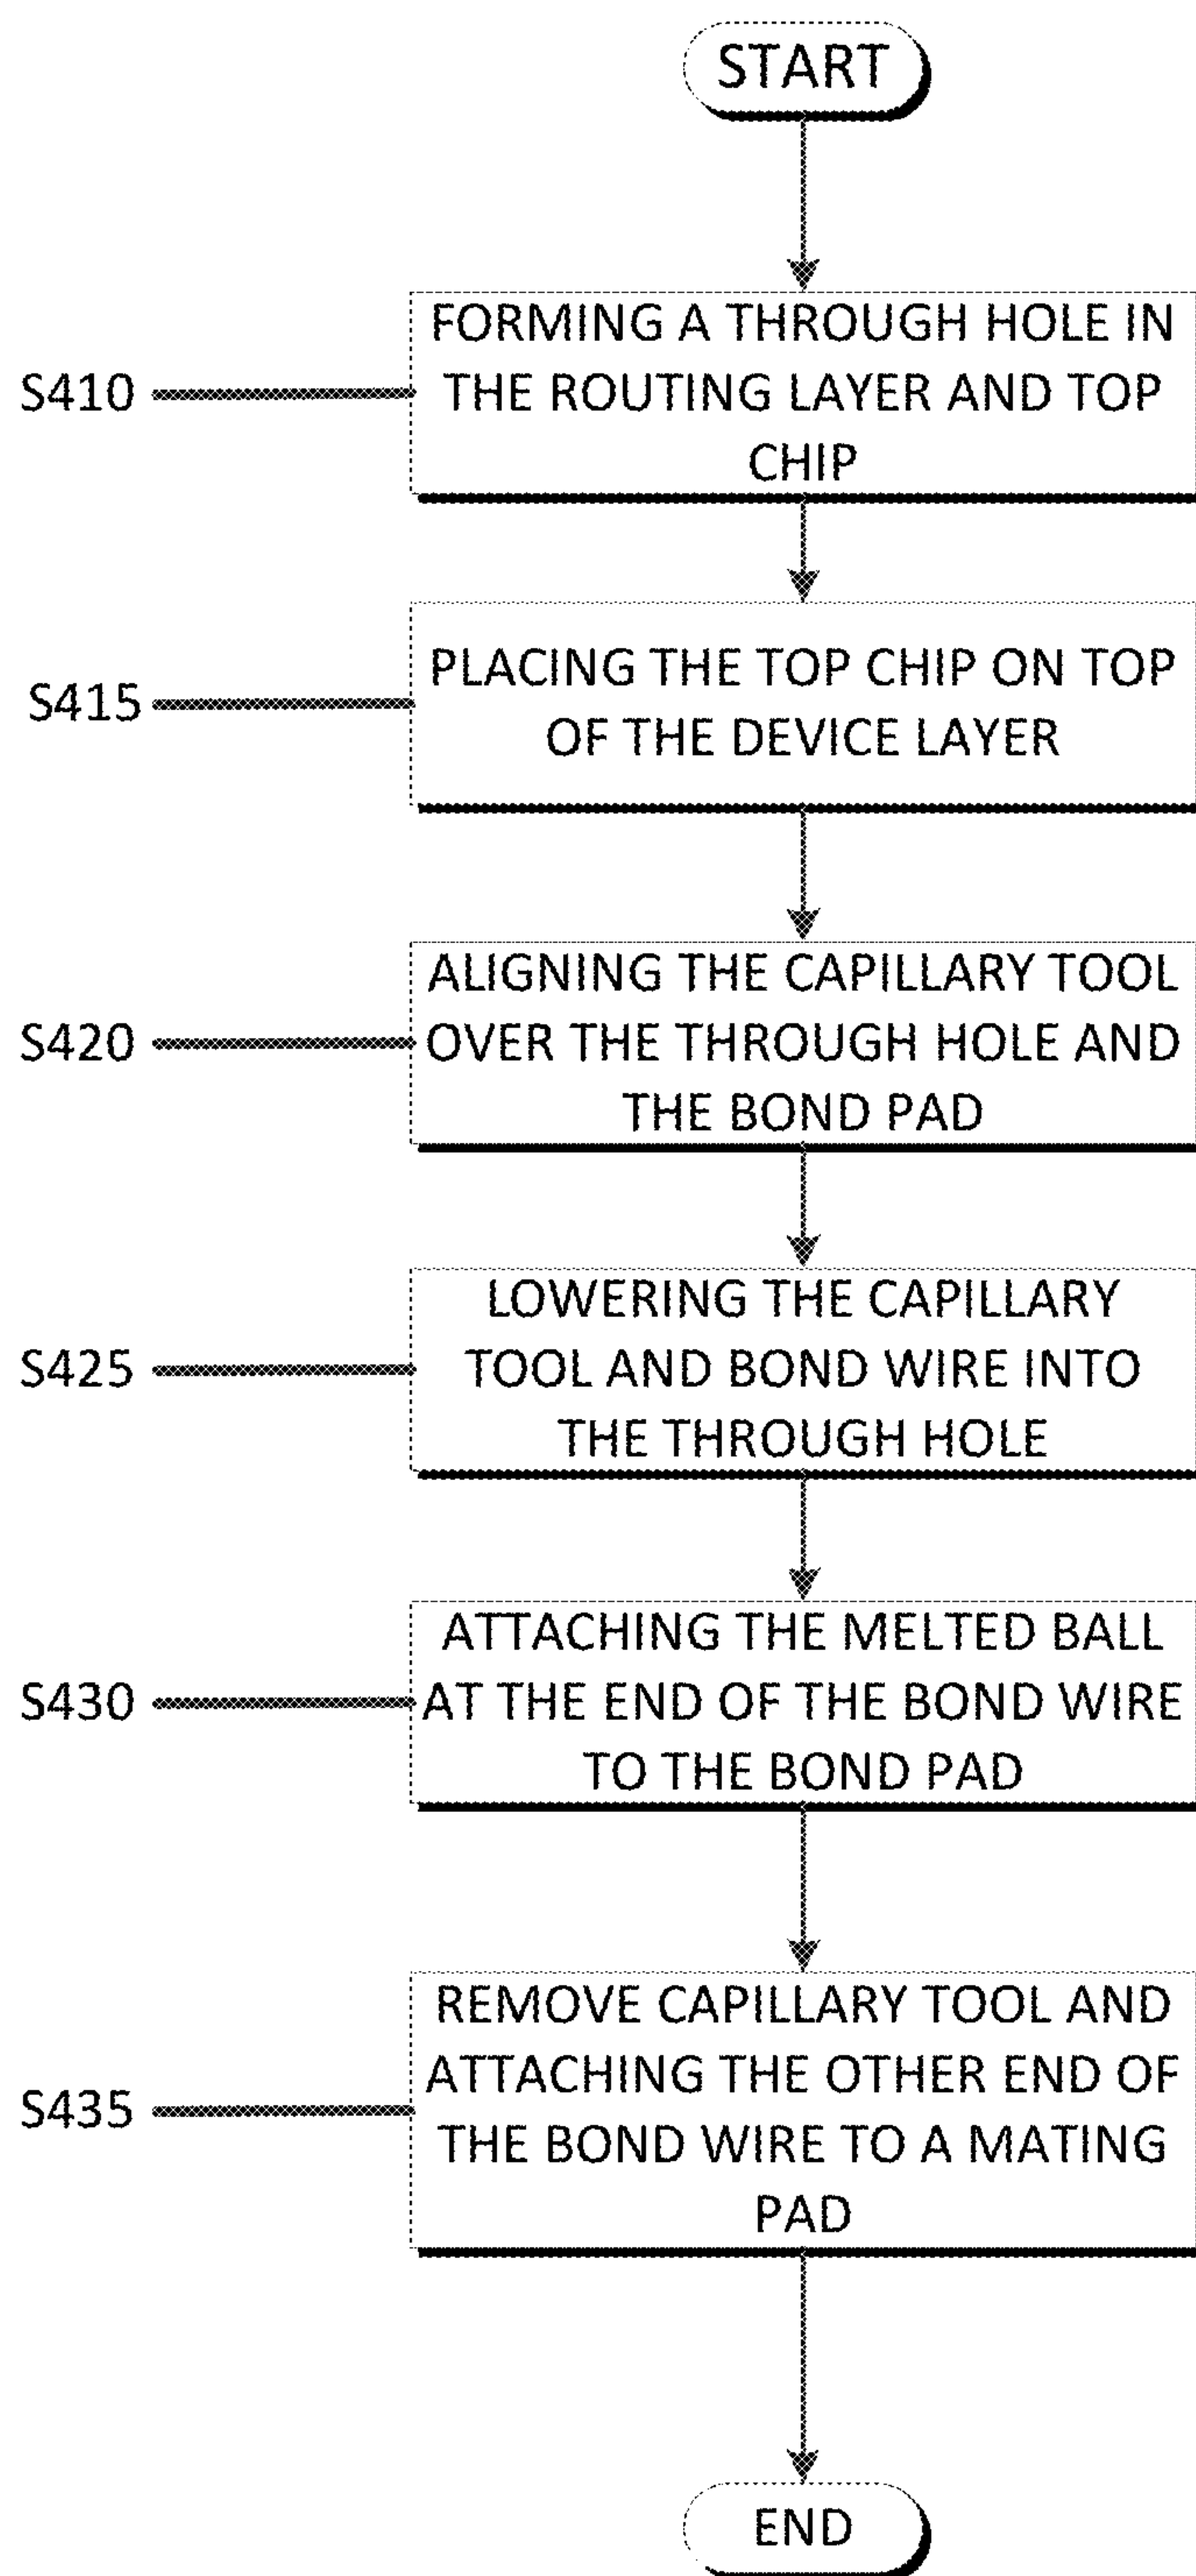 START
S410
FORMING A THROUGH HOLE IN
THE ROUTING LAYER AND TOP
CHIP
S415
PLACING THE TOP CHIP ON TOP
OF THE DEVICE LAYER
S420
ALIGNING THE CAPILLARY TOOL
OVER THE THROUGH HOLE AND
THE BOND PAD
S425
LOWERING THE CAPILLARY
TOOL AND BOND WIRE INTO
THE THROUGH HOLE
S430
ATTACHING THE MELTED BALL
AT THE END OF THE BOND WIRE
TO THE BOND PAD
S435
REMOVE CAPILLARY TOOL AND
ATTACHING THE OTHER END OF
THE BOND WIRE TO A MATING
PAD
END